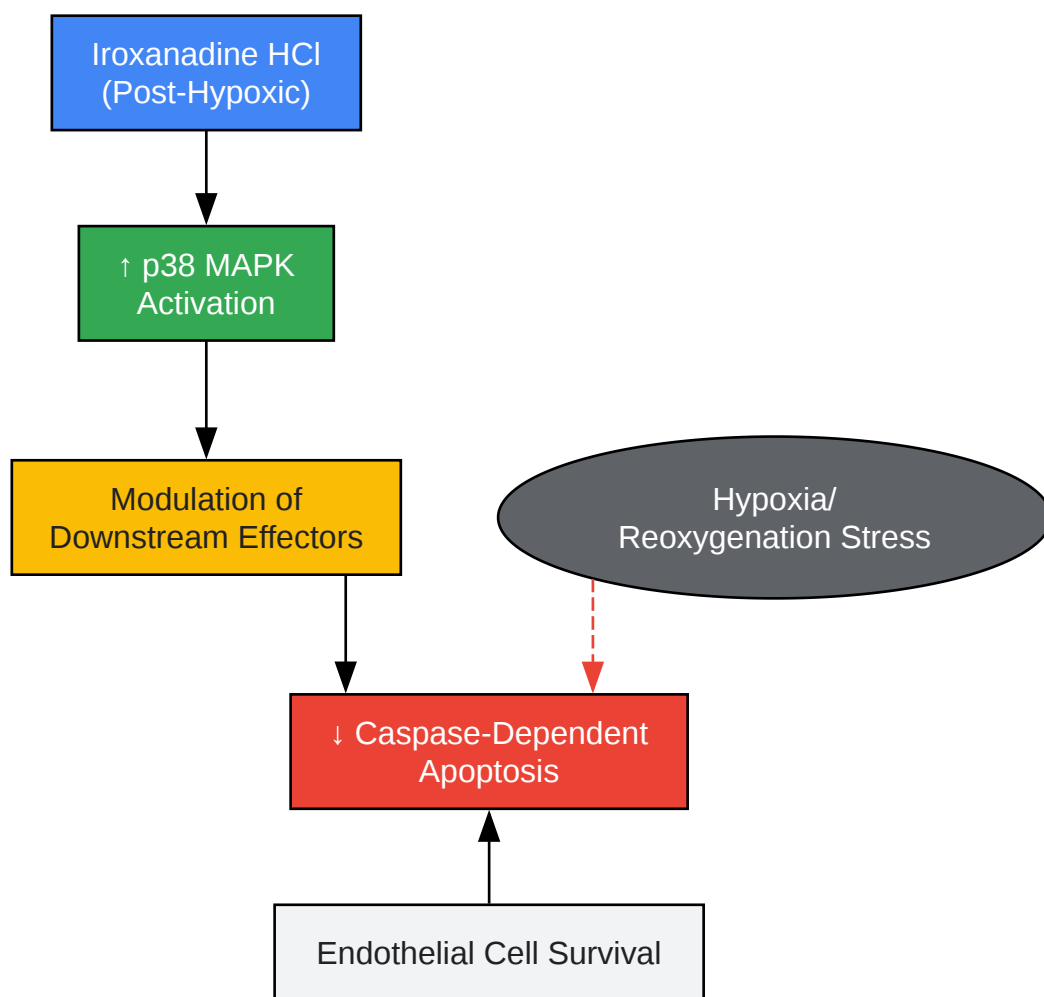 Iroxanadine HCl
(Post-Hypoxic)
↑ p38 MAPK
Activation
Modulation of
Downstream Effectors
Hypoxia/
Reoxygenation Stress
↓ Caspase-Dependent
Apoptosis
Endothelial Cell Survival